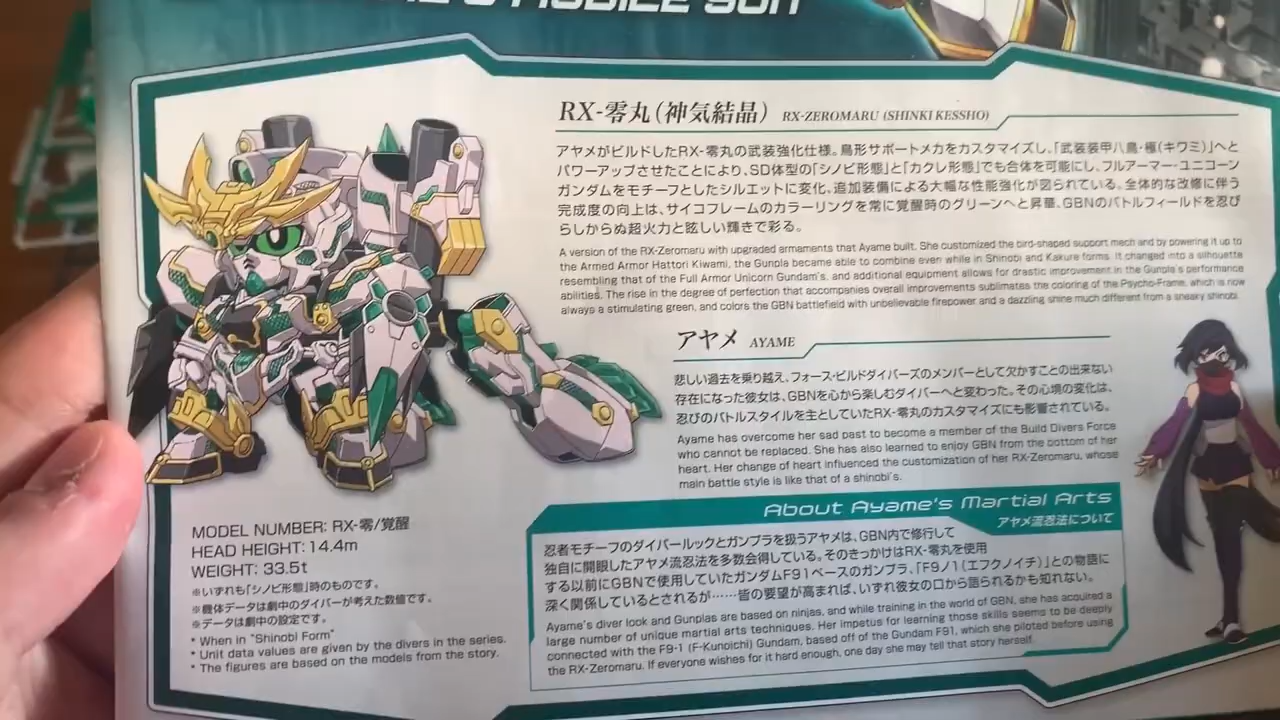 MOBILE SUIT
RX-零丸(神気結晶) RX-ZEROMARU (SHINKI KESSHO)
アヤメがビルドしたRX-零丸の武装強化仕様。鳥形サポートメカをカスタマイズし、「武装装甲八鳥・極(キワミ)」へと
パワーアップさせたことにより、SD体型の「シノビ形態」と「カクレ形態」でも合体を可能にし、フルアーマー・ユニコーン
ガンダムをモチーフとしたシルエットに変化、追加装備による大幅な性能強化が図られている。全体的な改修に伴う
完成度の向上は、サイコフレームのカラーリングを常に覚醒時のグリーンへと昇華、GBNのバトルフィールドを忍び
らしからぬ超火力と眩しい輝きで彩る。
A version of the RX-Zeromaru with upgraded armaments that Ayame built. She customized the bird-shaped support mech and by powering it up to
the Armed Armor Hattori Kiwami, the Gunpla became able to combine even while in Shinobi and Kakure forms. It changed into a silhouette
resembling that of the Full Armor Unicorn Gundam's, and additional equipment allows for drastic improvement in the Gunpla's performance
abilities. The rise in the degree of perfection that accompanies overall improvements sublimates the coloring of the Psycho-Frame, which is now
always a stimulating green, and colors the GBN battlefield with unbelievable firepower and a dazzling shine much different from a sneaky shinobi.
アヤメ AYAME
悲しい過去を乗り越え、フォース・ビルドダイバーズのメンバーとして欠かすことの出来ない
存在になった彼女は、GBNを心から楽しむダイバーへと変わった。その心境の変化は、
忍びのバトルスタイルを主としていたRX-零丸のカスタマイズにも影響されている。
Ayame has overcome her sad past to become a member of the Build Divers Force
who cannot be replaced. She has also learned to enjoy GBN from the bottom of her
heart. Her change of heart influenced the customization of her RX-Zeromaru, whose
main battle style is like that of a shinobi's.
MODEL NUMBER: RX-零/覚醒
HEAD HEIGHT: 14.4m
WEIGHT: 33.5t
※いずれも「シノビ形態」時のものです。
※機体データは劇中のダイバーが考えた数値です。
※データは劇中の設定です。
* When in "Shinobi Form"
* Unit data values are given by the divers in the series.
* The figures are based on the models from the story.
About Ayame's Martial Arts
アヤメ流忍法について
忍者モチーフのダイバールックとガンプラを扱うアヤメは、GBN内で修行して
独自に開眼したアヤメ流忍法を多数会得している。そのきっかけはRX-零丸を使用
する以前にGBNで使用していたガンダムF91ベースのガンプラ、「F9ノ1(エフクノイチ)」との物語に
深く関係しているとされるが……皆の要望が高まれば、いずれ彼女の口から語られるかも知れない。
Ayame's diver look and Gunplas are based on ninjas, and while training in the world of GBN, she has acquired a
large number of unique martial arts techniques. Her impetus for learning those skills seems to be deeply
connected with the F9-1 (F-Kunoichi) Gundam, based off of the Gundam F91, which she piloted before using
the RX-Zeromaru. If everyone wishes for it hard enough, one day she may tell that story herself.